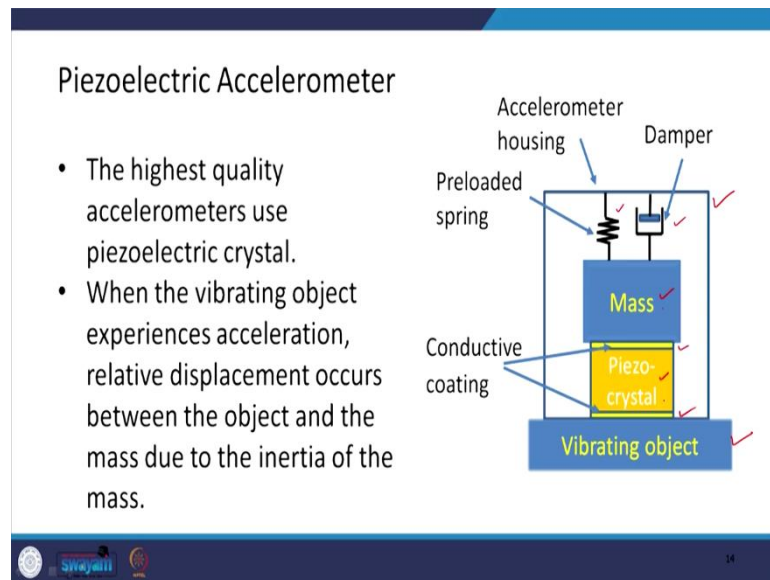 Piezoelectric Accelerometer
• The highest quality
accelerometers use
piezoelectric crystal.
• When the vibrating object
experiences acceleration,
relative displacement occurs
between the object and the
mass due to the inertia of the
mass.
Accelerometer
housing
Damper
Preloaded
spring
Mass
Conductive
coating
Piezo-
crystal
Vibrating object
swayam
14